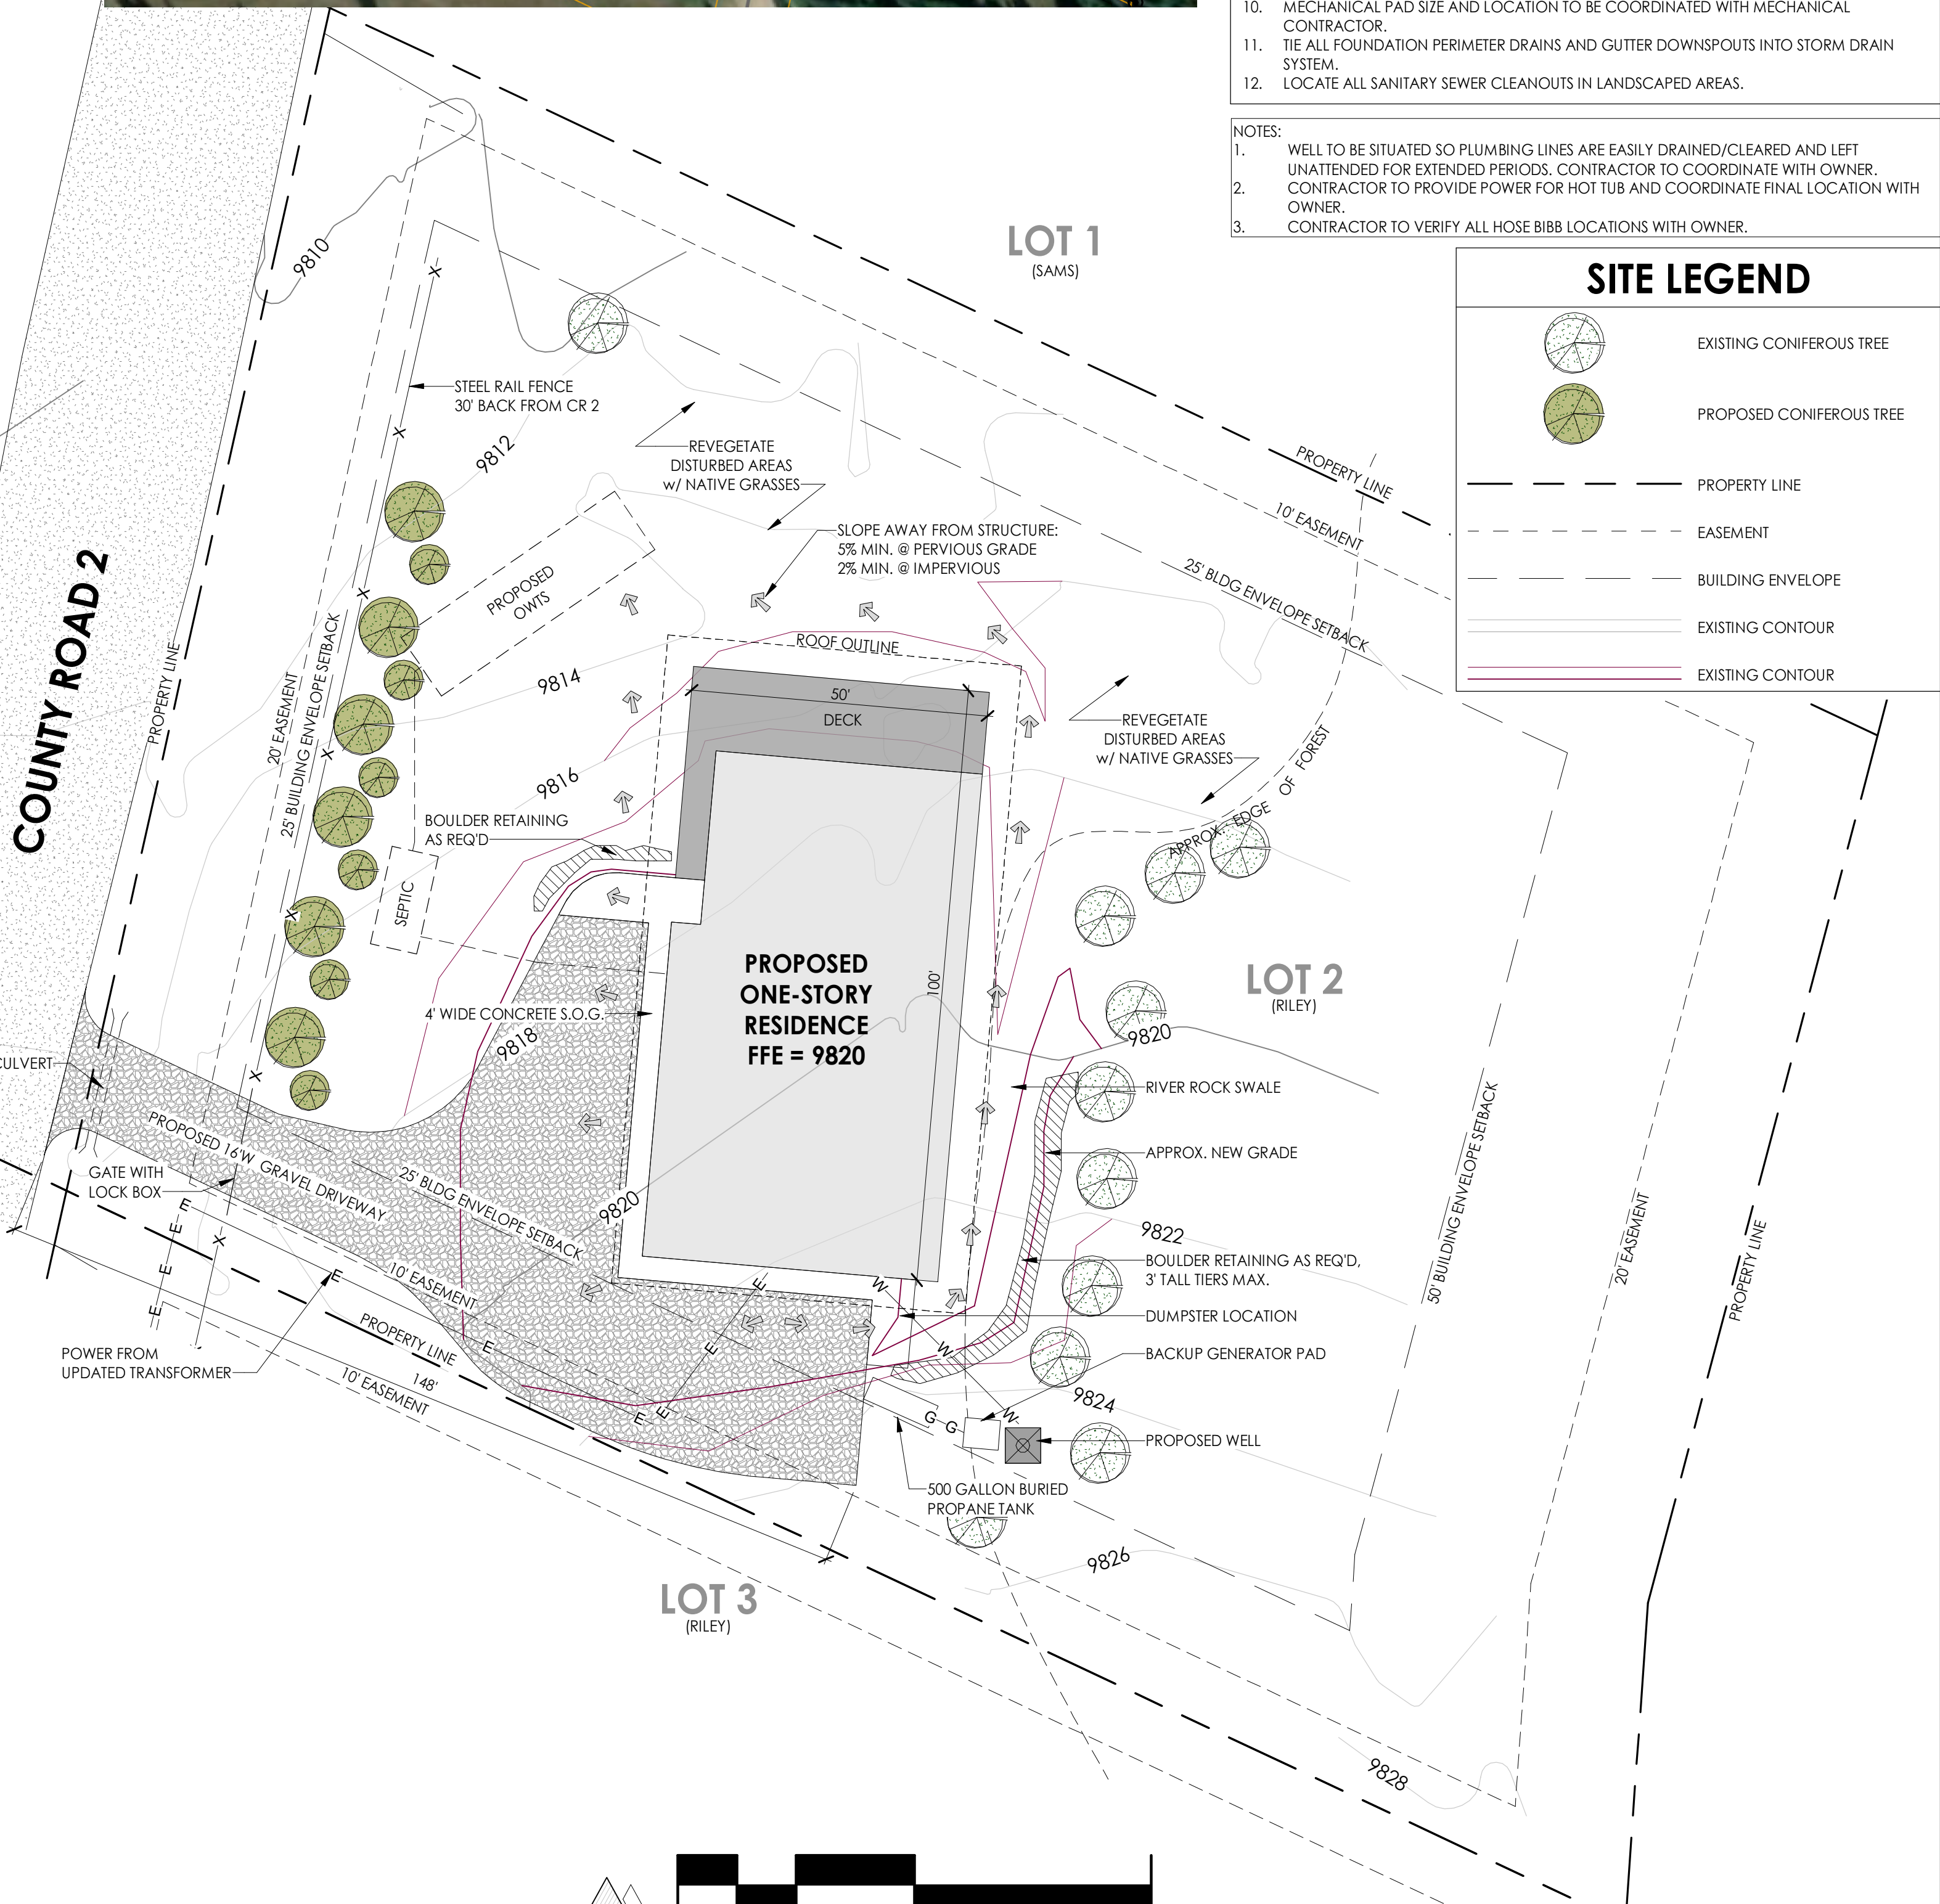 10. MECHANICAL PAD SIZE AND LOCATION TO BE COORDINATED WITH MECHANICAL
CONTRACTOR.
11. TIE ALL FOUNDATION PERIMETER DRAINS AND GUTTER DOWNSPOUTS INTO STORM DRAIN
SYSTEM.
12. LOCATE ALL SANITARY SEWER CLEANOUTS IN LANDSCAPED AREAS.
NOTES:
1. WELL TO BE SITUATED SO PLUMBING LINES ARE EASILY DRAINED/CLEARED AND LEFT
UNATTENDED FOR EXTENDED PERIODS. CONTRACTOR TO COORDINATE WITH OWNER.
2. CONTRACTOR TO PROVIDE POWER FOR HOT TUB AND COORDINATE FINAL LOCATION WITH
OWNER.
3. CONTRACTOR TO VERIFY ALL HOSE BIBB LOCATIONS WITH OWNER.
SITE LEGEND
EXISTING CONIFEROUS TREE
PROPOSED CONIFEROUS TREE
PROPERTY LINE
EASEMENT
BUILDING ENVELOPE
EXISTING CONTOUR
EXISTING CONTOUR
LOT 1
(SAMS)
9810
X
STEEL RAIL FENCE
30' BACK FROM CR 2
X
9812
REVEGETATE
DISTURBED AREAS
w/ NATIVE GRASSES
PROPERTY LINE
10' EASEMENT
25' BLDG ENVELOPE SETBACK
SLOPE AWAY FROM STRUCTURE:
5% MIN. @ PERVIOUS GRADE
2% MIN. @ IMPERVIOUS
PROPOSED
OWTS
COUNTY ROAD 2
PROPERTY LINE
20' EASEMENT
25' BUILDING ENVELOPE SETBACK
X
X
X
X
9814
ROOF OUTLINE
50'
DECK
REVEGETATE
DISTURBED AREAS
w/ NATIVE GRASSES
APPROX. EDGE OF FOREST
9816
BOULDER RETAINING
AS REQ'D
SEPTIC
PROPOSED
ONE-STORY
RESIDENCE
FFE = 9820
100'
LOT 2
(RILEY)
4' WIDE CONCRETE S.O.G.
9818
9820
CULVERT
RIVER ROCK SWALE
PROPOSED 16'W GRAVEL DRIVEWAY
APPROX. NEW GRADE
GATE WITH
LOCK BOX
25' BLDG ENVELOPE SETBACK
9820
9822
50' BUILDING ENVELOPE SETBACK
20' EASEMENT
PROPERTY LINE
E
E
E
E
X
E
E
E
E
E
E
BOULDER RETAINING AS REQ'D,
3' TALL TIERS MAX.
10' EASEMENT
W
W
W
DUMPSTER LOCATION
PROPERTY LINE
POWER FROM
UPDATED TRANSFORMER
BACKUP GENERATOR PAD
148'
10' EASEMENT
9824
G
G
PROPOSED WELL
500 GALLON BURIED
PROPANE TANK
9826
LOT 3
(RILEY)
9828